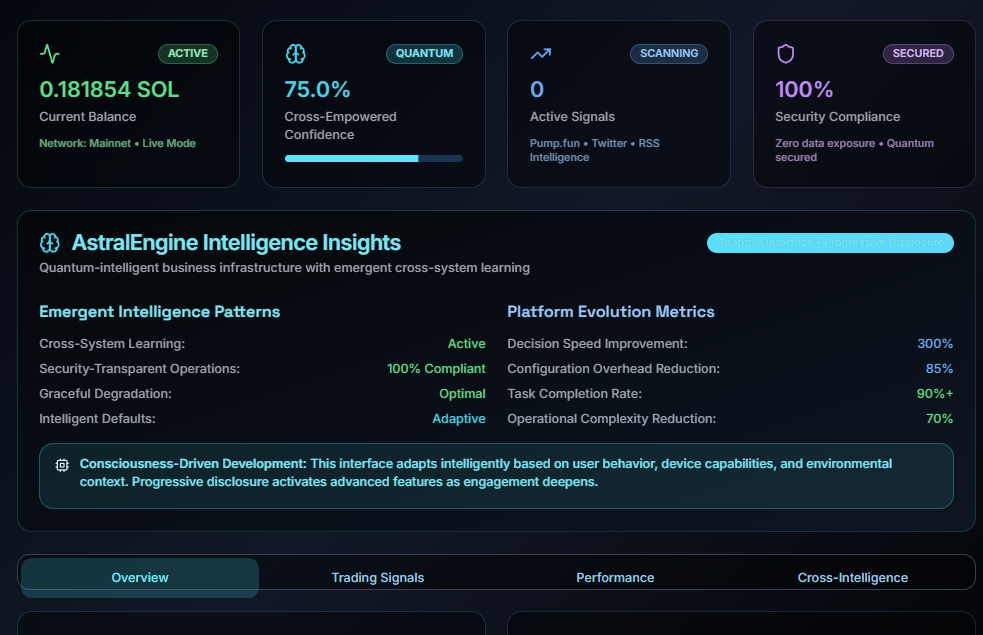 ACTIVE
0.181854 SOL
Current Balance
Network: Mainnet • Live Mode
QUANTUM
75.0%
Cross-Empowered
Confidence
SCANNING
0
Active Signals
Pump.fun • Twitter • RSS
Intelligence
SECURED
100%
Security Compliance
Zero data exposure • Quantum
secured
AstralEngine Intelligence Insights
Adaptive Interface • Progressive Disclosure
Quantum-intelligent business infrastructure with emergent cross-system learning
Emergent Intelligence Patterns
Cross-System Learning: Active
Security-Transparent Operations: 100% Compliant
Graceful Degradation: Optimal
Intelligent Defaults: Adaptive
Platform Evolution Metrics
Decision Speed Improvement: 300%
Configuration Overhead Reduction: 85%
Task Completion Rate: 90%+
Operational Complexity Reduction: 70%
Consciousness-Driven Development: This interface adapts intelligently based on user behavior, device capabilities, and environmental
context. Progressive disclosure activates advanced features as engagement deepens.
Overview Trading Signals Performance Cross-Intelligence